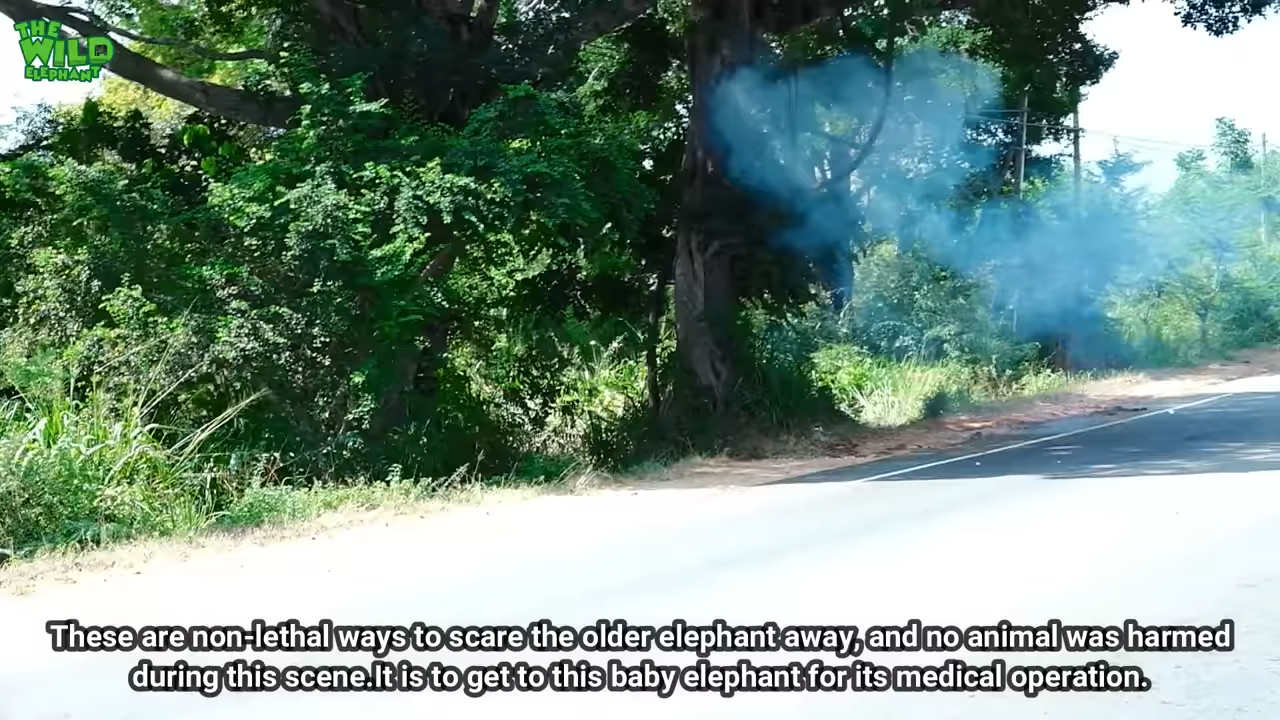 THE
WILD
ELEPHANT
These are non-lethal ways to scare the older elephant away, and no animal was harmed
during this scene.It is to get to this baby elephant for its medical operation.